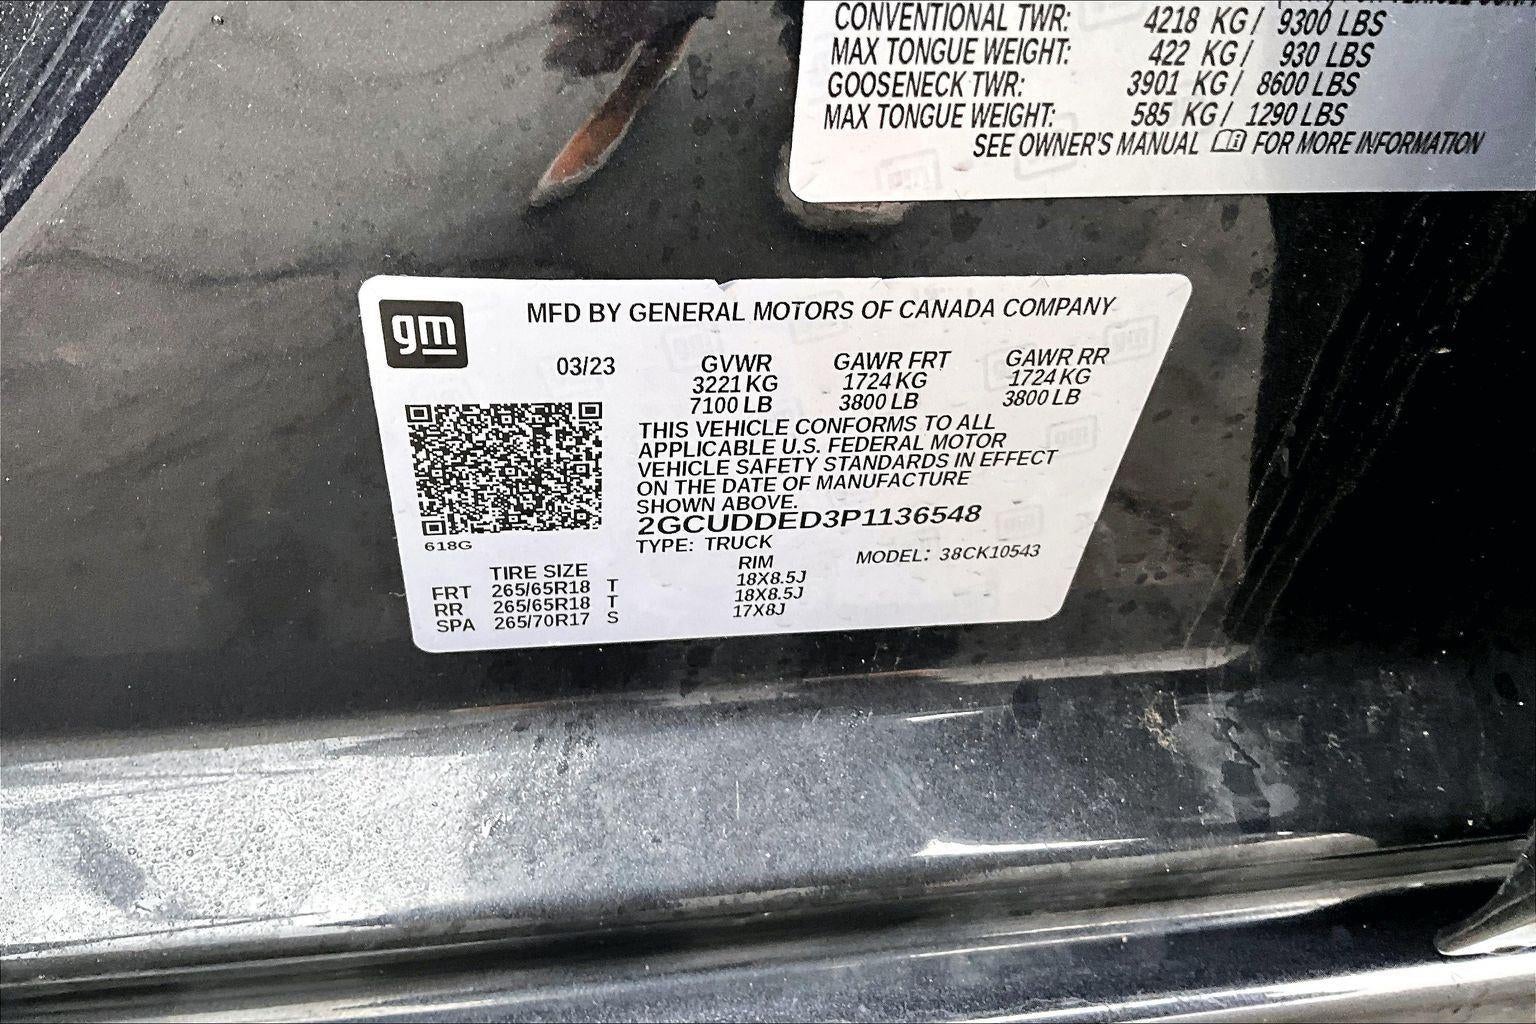 CONVENTIONAL TWR: 4218 KG / 9300 LBS
MAX TONGUE WEIGHT: 422 KG / 930 LBS
GOOSENECK TWR: 3901 KG / 8600 LBS
MAX TONGUE WEIGHT: 585 KG / 1290 LBS
SEE OWNER'S MANUAL FOR MORE INFORMATION
gm
MFD BY GENERAL MOTORS OF CANADA COMPANY
03/23 GVWR GAWR FRT GAWR RR
3221 KG 1724 KG 1724 KG
7100 LB 3800 LB 3800 LB
THIS VEHICLE CONFORMS TO ALL
APPLICABLE U.S. FEDERAL MOTOR
VEHICLE SAFETY STANDARDS IN EFFECT
ON THE DATE OF MANUFACTURE
SHOWN ABOVE.
2GCUDDED3P1136548
618G
TYPE: TRUCK MODEL: 38CK10543
TIRE SIZE RIM
FRT 265/65R18 T 18X8.5J
RR 265/65R18 T 18X8.5J
SPA 265/70R17 S 17X8J